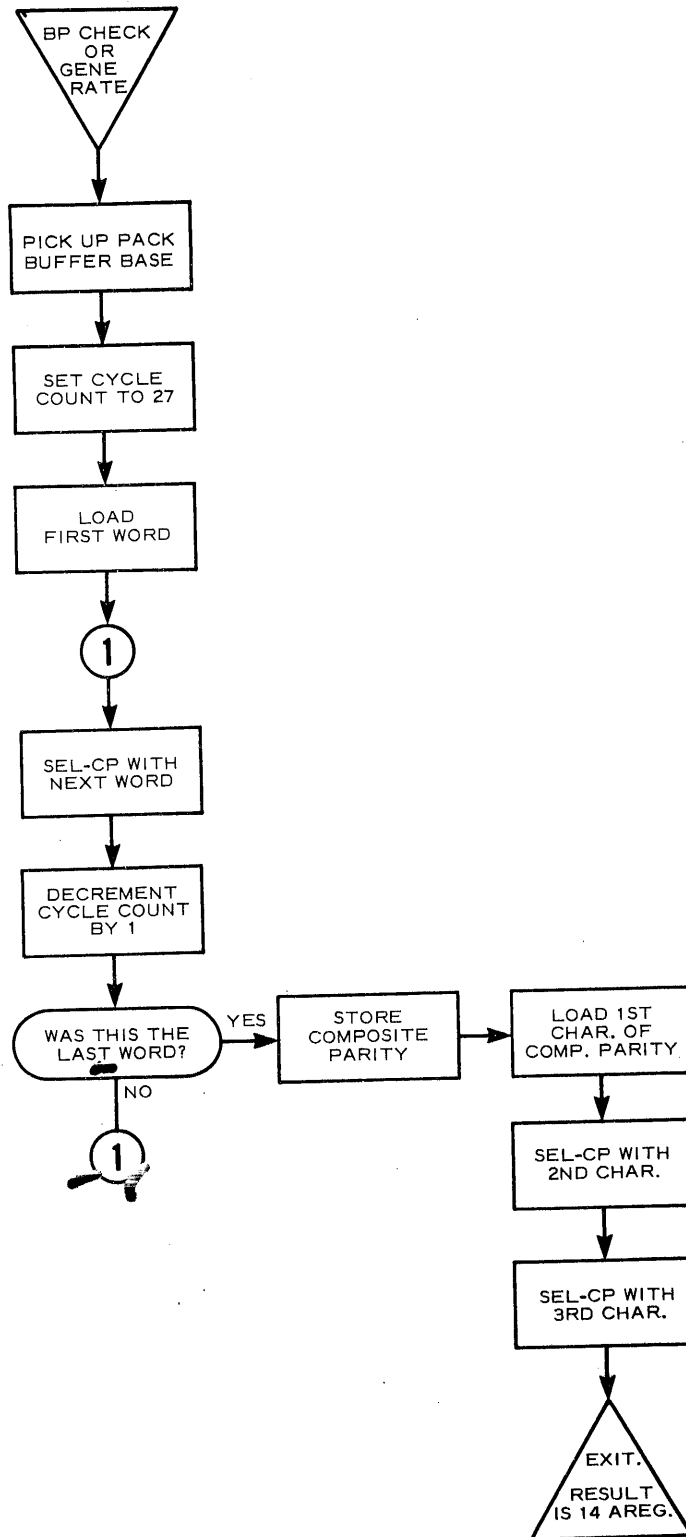 BP CHECK
OR
GENE
RATE
PICK UP PACK
BUFFER BASE
SET CYCLE
COUNT TO 27
LOAD
FIRST WORD
1
SEL-CP WITH
NEXT WORD
DECREMENT
CYCLE COUNT
BY 1
WAS THIS THE
LAST WORD?
YES
NO
1
STORE
COMPOSITE
PARITY
LOAD 1ST
CHAR. OF
COMP. PARITY
SEL-CP WITH
2ND CHAR.
SEL-CP WITH
3RD CHAR.
EXIT.
RESULT
IS 14 AREG.